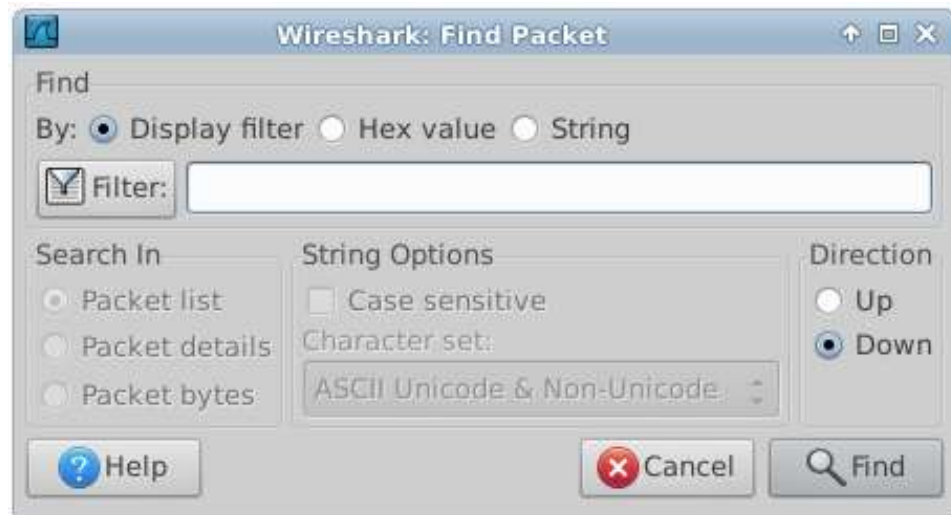 Wireshark: Find Packet
Find
By: Display filter Hex value String
Filter:
Search In
Packet list
Packet details
Packet bytes
String Options
Case sensitive
Character set:
ASCII Unicode & Non-Unicode
Direction
Up
Down
Help
Cancel
Find